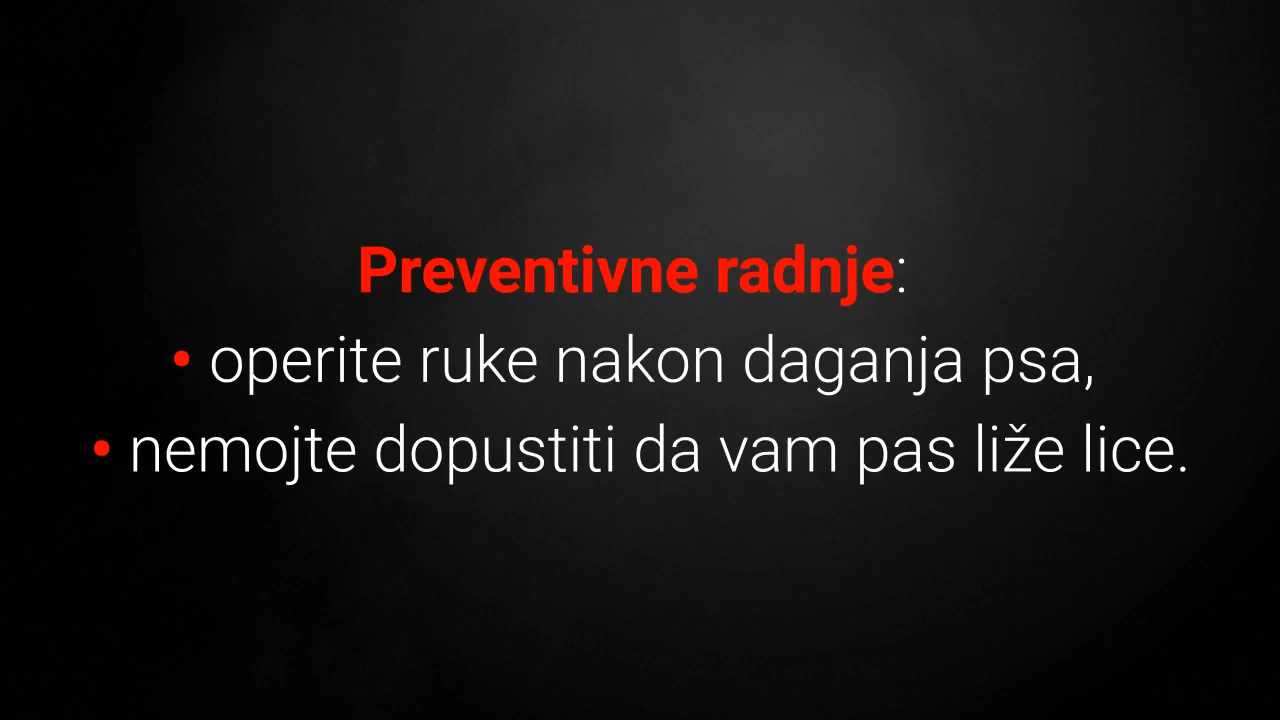 Preventivne radnje:
• operite ruke nakon daganja psa,
• nemojte dopustiti da vam pas liže lice.